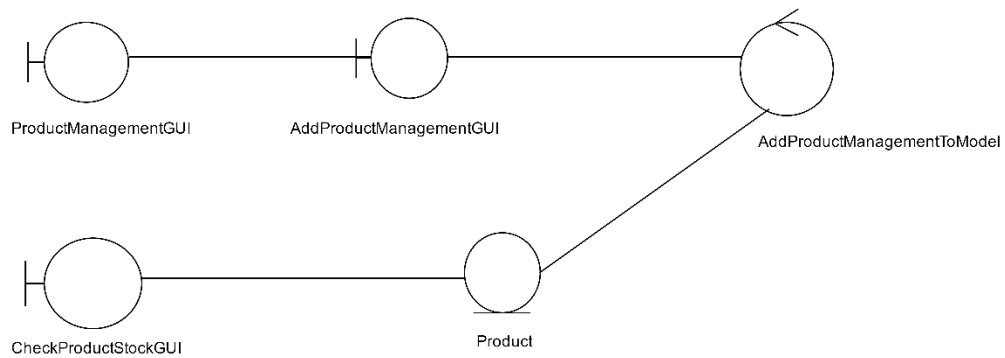 ProductManagementGUI
AddProductManagementGUI
AddProductManagementToModel
CheckProductStockGUI
Product